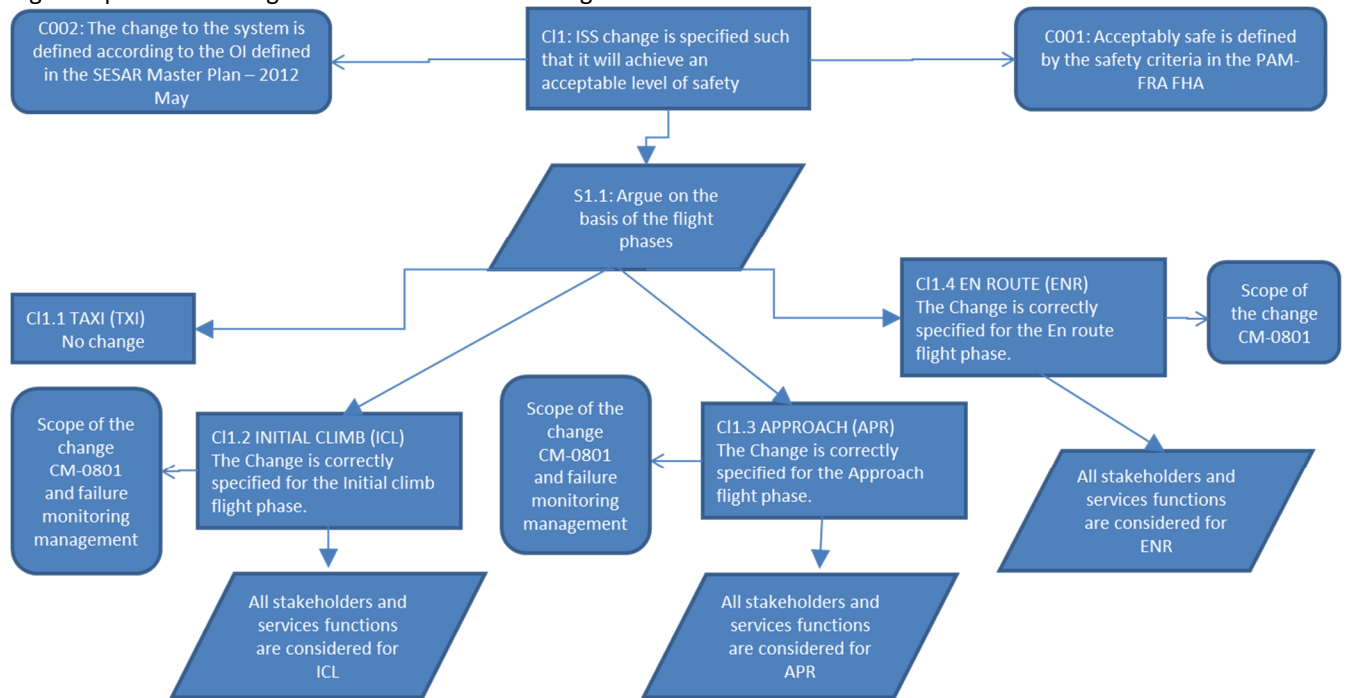 C002: The change to the system is
defined according to the OI defined
in the SESAR Master Plan – 2012
May
Cl1: ISS change is specified such
that it will achieve an
acceptable level of safety
C001: Acceptably safe is defined
by the safety criteria in the PAM-
FRA FHA
S1.1: Argue on the
basis of the flight
phases
Cl1.1 TAXI (TXI)
No change
Cl1.4 EN ROUTE (ENR)
The Change is correctly
specified for the En route
flight phase.
Scope of
the change
CM-0801
Scope of the
change
CM-0801
and failure
monitoring
management
Cl1.2 INITIAL CLIMB (ICL)
The Change is correctly
specified for the Initial climb
flight phase.
Scope of the
change
CM-0801
and failure
monitoring
management
Cl1.3 APPROACH (APR)
The Change is correctly
specified for the Approach
flight phase.
All stakeholders and
services functions
are considered for
ENR
All stakeholders and
services functions
are considered for
ICL
All stakeholders and
services functions
are considered for
APR